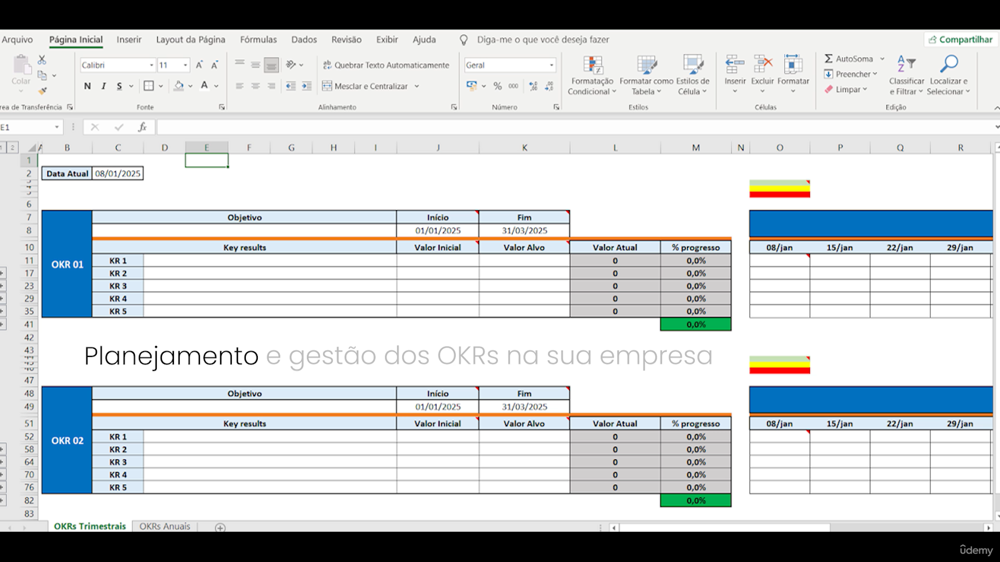 Arquivo Página Inicial Inserir Layout da Página Fórmulas Dados Revisão Exibir Ajuda Diga-me o que você deseja fazer Compartilhar
Colar Calibri 11 Quebrar Texto Automaticamente Geral AutoSoma
N I S A Mesclar e Centralizar % 000 Preencher
Formatação Condicional Formatar como Tabela Estilos de Célula Inserir Excluir Formatar Limpar Classificar e Filtrar Localizar e Selecionar
rea de Transferência Fonte Alinhamento Número Estilos Células Edição
E1 fx
1 2 A B C D E F G H I J K L M N O P Q R
1
2 Data Atual 08/01/2025
6
7 Objetivo Início Fim
8 01/01/2025 31/03/2025
10 Key results Valor Inicial Valor Alvo Valor Atual % progresso 08/jan 15/jan 22/jan 29/jan
OKR 01
11 KR 1 0 0,0%
17 KR 2 0 0,0%
23 KR 3 0 0,0%
29 KR 4 0 0,0%
35 KR 5 0 0,0%
41 0,0%
42
43
Planejamento e gestão dos OKRs na sua empresa
47
48 Objetivo Início Fim
49 01/01/2025 31/03/2025
51 Key results Valor Inicial Valor Alvo Valor Atual % progresso 08/jan 15/jan 22/jan 29/jan
OKR 02
52 KR 1 0 0,0%
58 KR 2 0 0,0%
64 KR 3 0 0,0%
70 KR 4 0 0,0%
76 KR 5 0 0,0%
82 0,0%
83
OKRs Trimestrais OKRs Anuais
ûdemy